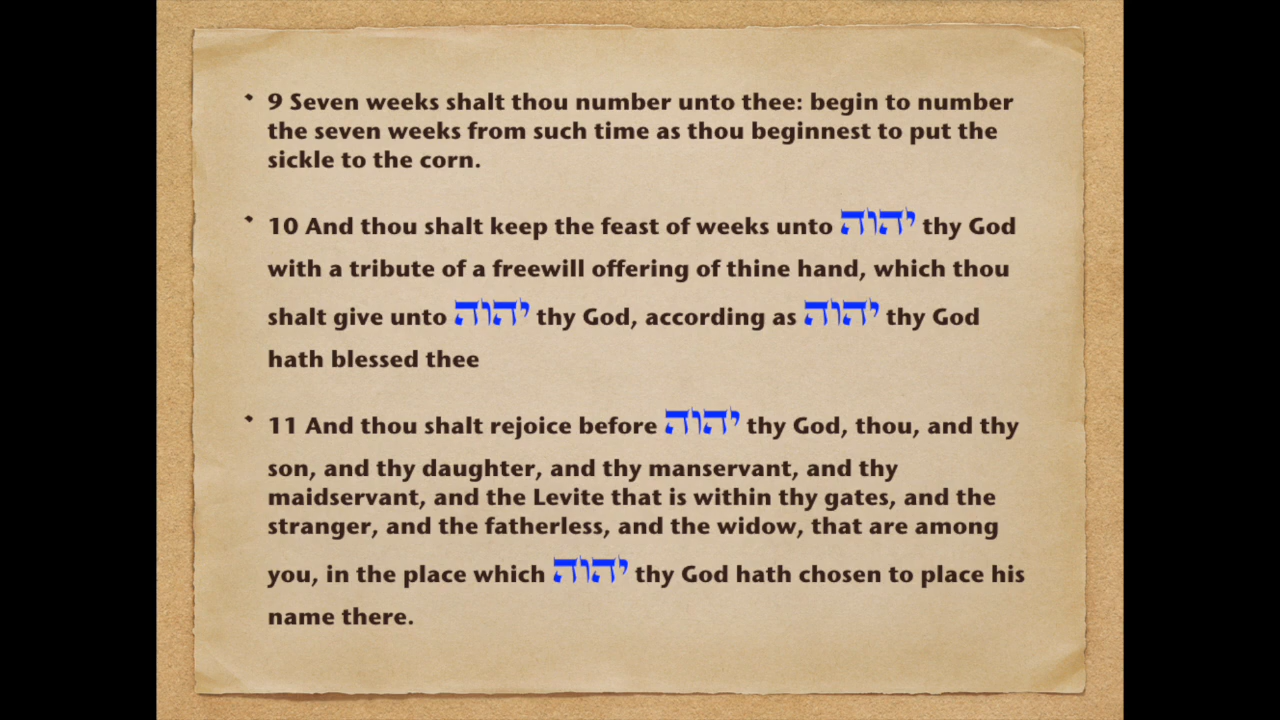 • 9 Seven weeks shalt thou number unto thee: begin to number
the seven weeks from such time as thou beginnest to put the
sickle to the corn.
• 10 And thou shalt keep the feast of weeks unto יהוה thy God
with a tribute of a freewill offering of thine hand, which thou
shalt give unto יהוה thy God, according as יהוה thy God
hath blessed thee
• 11 And thou shalt rejoice before יהוה thy God, thou, and thy
son, and thy daughter, and thy manservant, and thy
maidservant, and the Levite that is within thy gates, and the
stranger, and the fatherless, and the widow, that are among
you, in the place which יהוה thy God hath chosen to place his
name there.